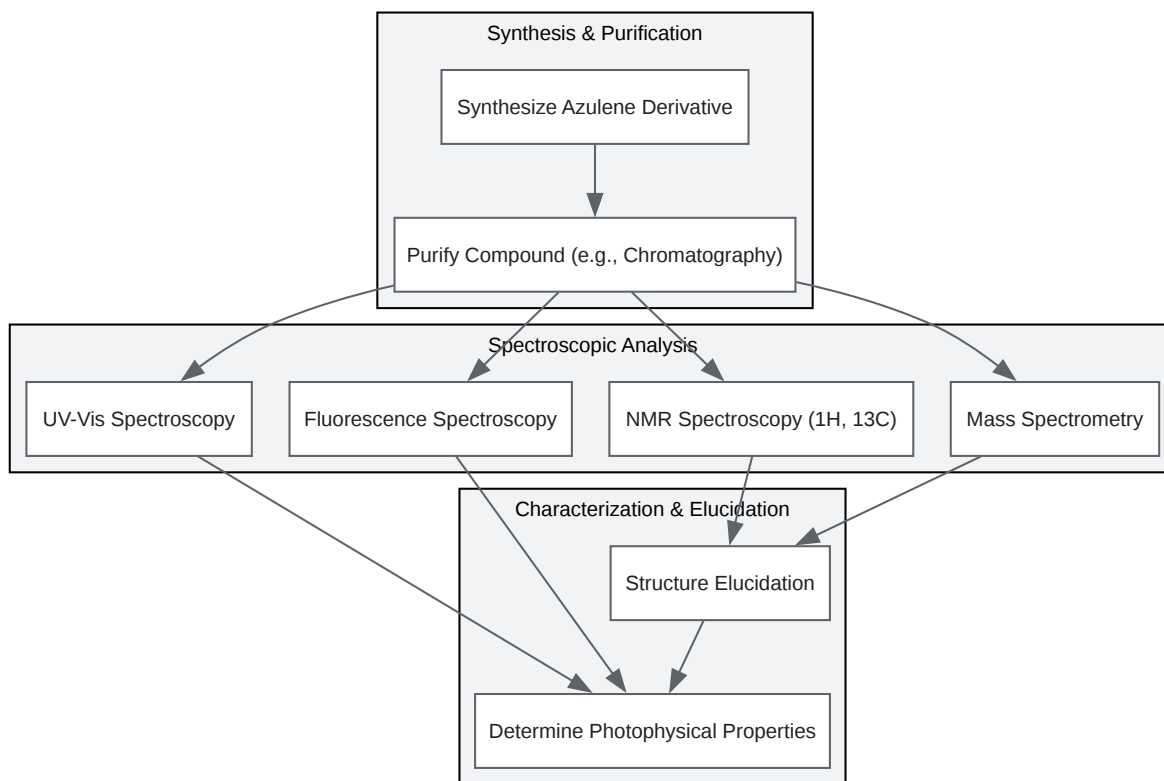 Synthesis & Purification
Synthesize Azulene Derivative
Purify Compound (e.g., Chromatography)
Spectroscopic Analysis
UV-Vis Spectroscopy
Fluorescence Spectroscopy
NMR Spectroscopy (1H, 13C)
Mass Spectrometry
Characterization & Elucidation
Structure Elucidation
Determine Photophysical Properties